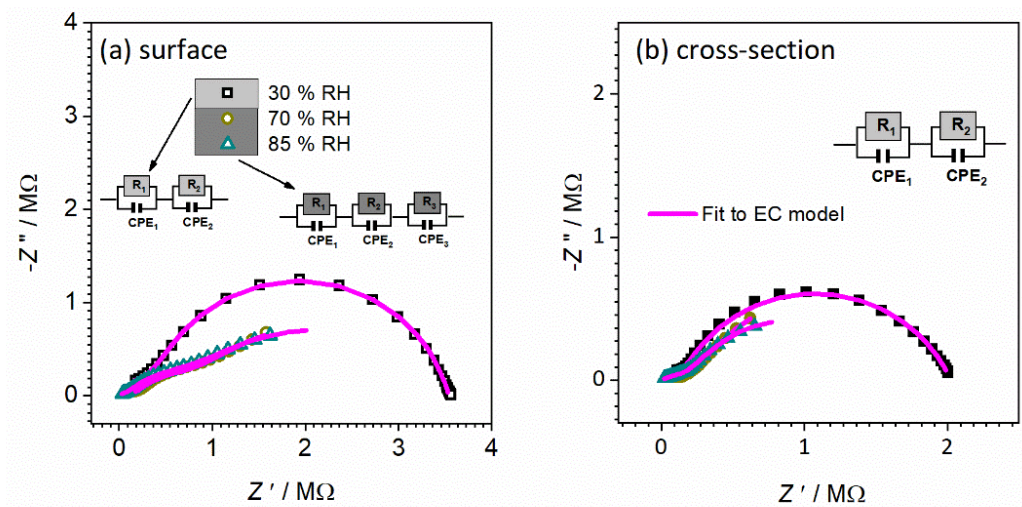 (a) surface
4
3
2
1
0
-Z " / MΩ
30 % RH
70 % RH
85 % RH
R₁
R₂
CPE₁
CPE₂
R₁
R₂
R₃
CPE₁
CPE₂
CPE₃
0
1
2
3
4
Z ' / MΩ
(b) cross-section
2
1
0
-Z " / MΩ
R₁
R₂
CPE₁
CPE₂
Fit to EC model
0
1
2
Z ' / MΩ